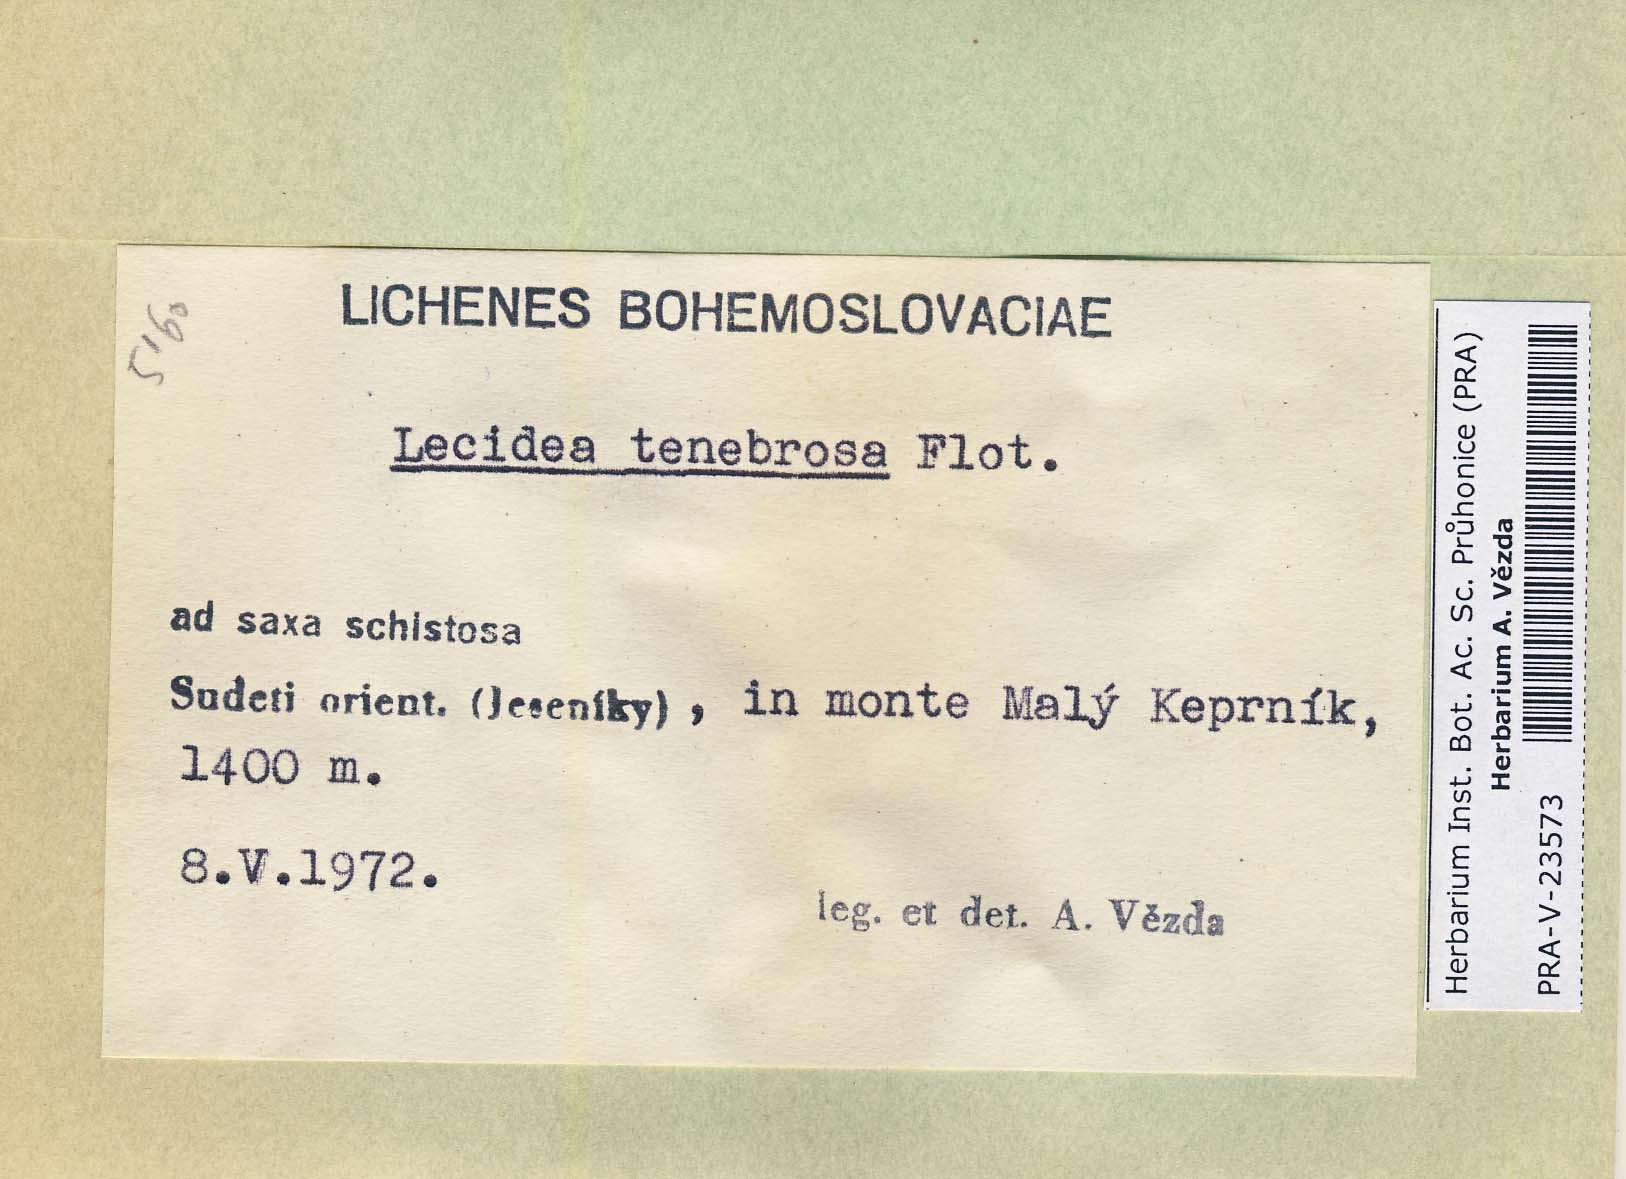 5160
LICHENES BOHEMOSLOVACIAE
Lecidea tenebrosa Flot.
ad saxa schistosa
Sudeti orient. (Jeseníky), in monte Malý Keprník,
1400 m.
8.V.1972.
leg. et det. A. Vězda
Herbarium Inst. Bot. Ac. Sc. Průhonice (PRA)
Herbarium A. Vězda
PRA-V-23573